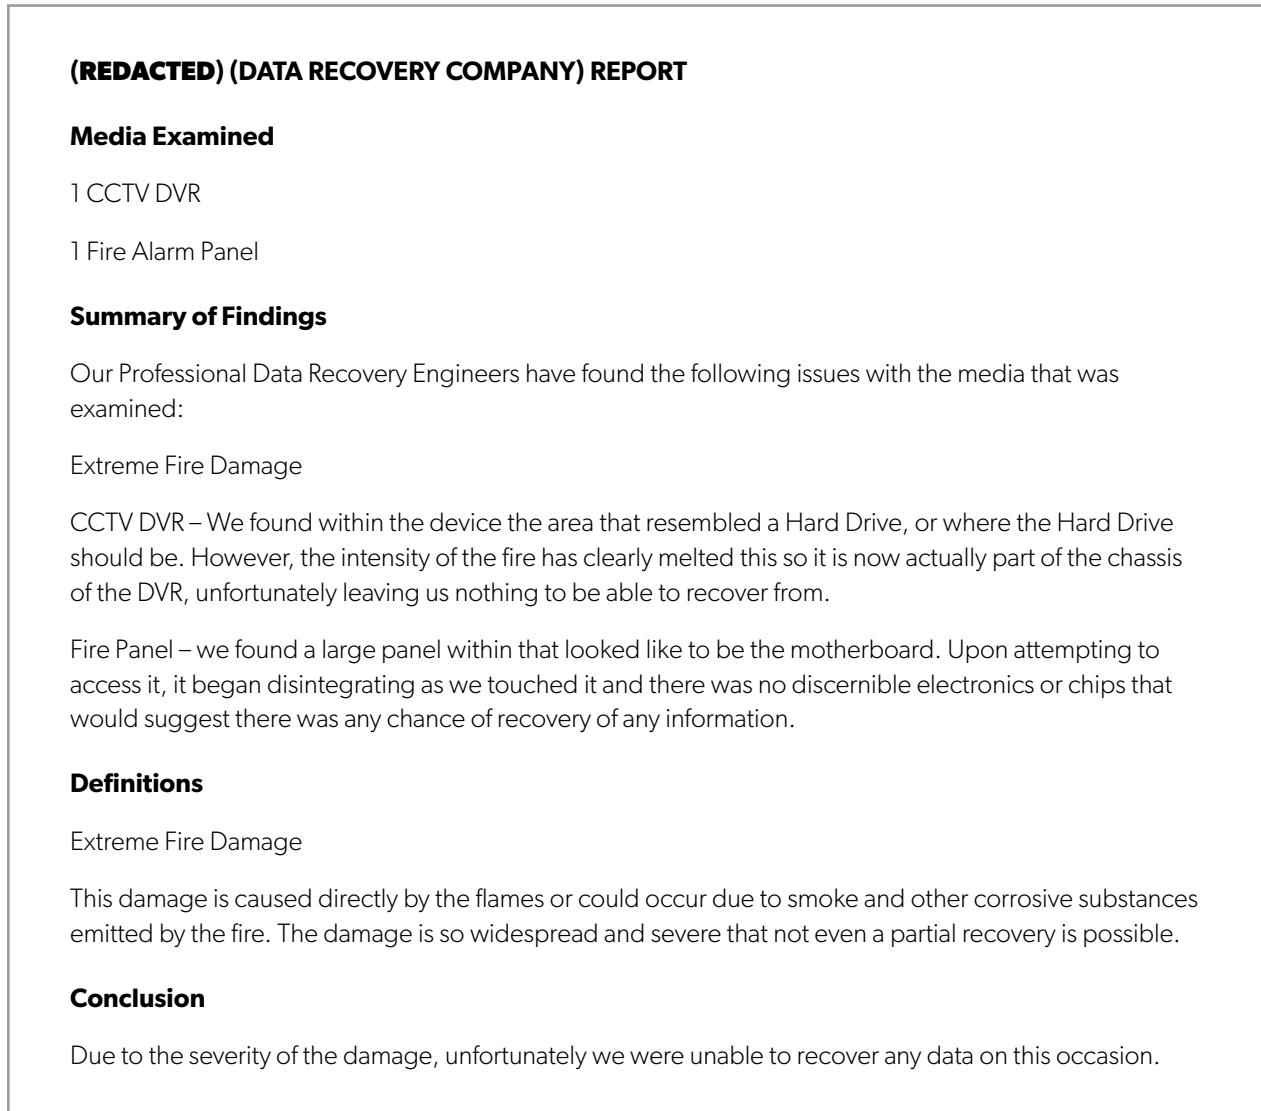 (REDACTED) (DATA RECOVERY COMPANY) REPORT
Media Examined
1 CCTV DVR
1 Fire Alarm Panel
Summary of Findings
Our Professional Data Recovery Engineers have found the following issues with the media that was
examined:
Extreme Fire Damage
CCTV DVR – We found within the device the area that resembled a Hard Drive, or where the Hard Drive
should be. However, the intensity of the fire has clearly melted this so it is now actually part of the chassis
of the DVR, unfortunately leaving us nothing to be able to recover from.
Fire Panel – we found a large panel within that looked like to be the motherboard. Upon attempting to
access it, it began disintegrating as we touched it and there was no discernible electronics or chips that
would suggest there was any chance of recovery of any information.
Definitions
Extreme Fire Damage
This damage is caused directly by the flames or could occur due to smoke and other corrosive substances
emitted by the fire. The damage is so widespread and severe that not even a partial recovery is possible.
Conclusion
Due to the severity of the damage, unfortunately we were unable to recover any data on this occasion.